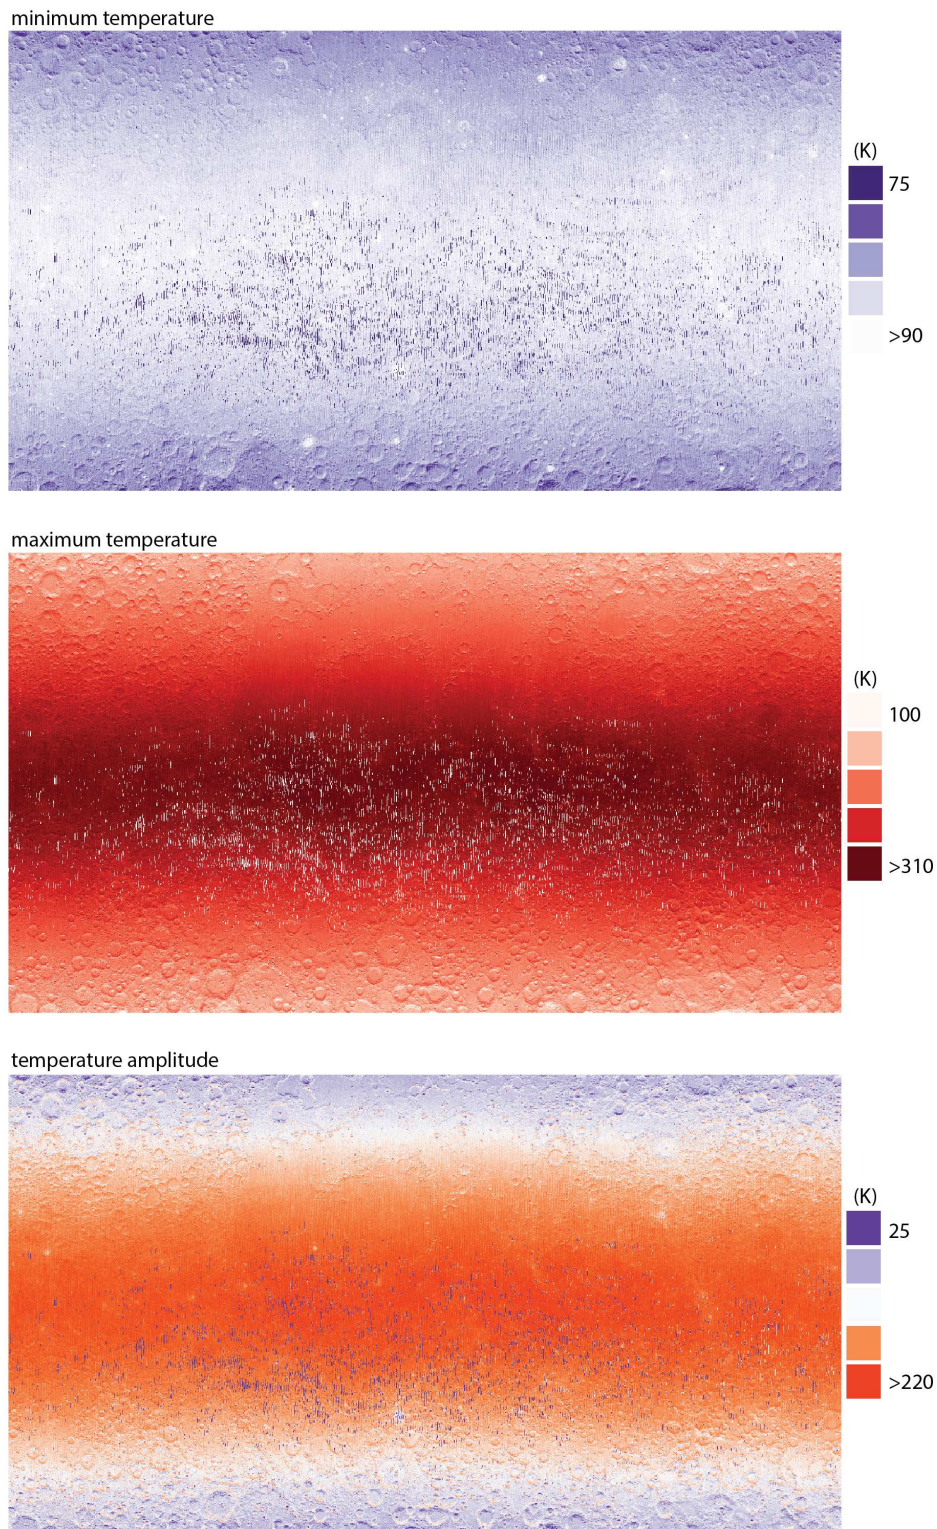 minimum temperature
(K)
75
>90
maximum temperature
(K)
100
>310
temperature amplitude
(K)
25
>220